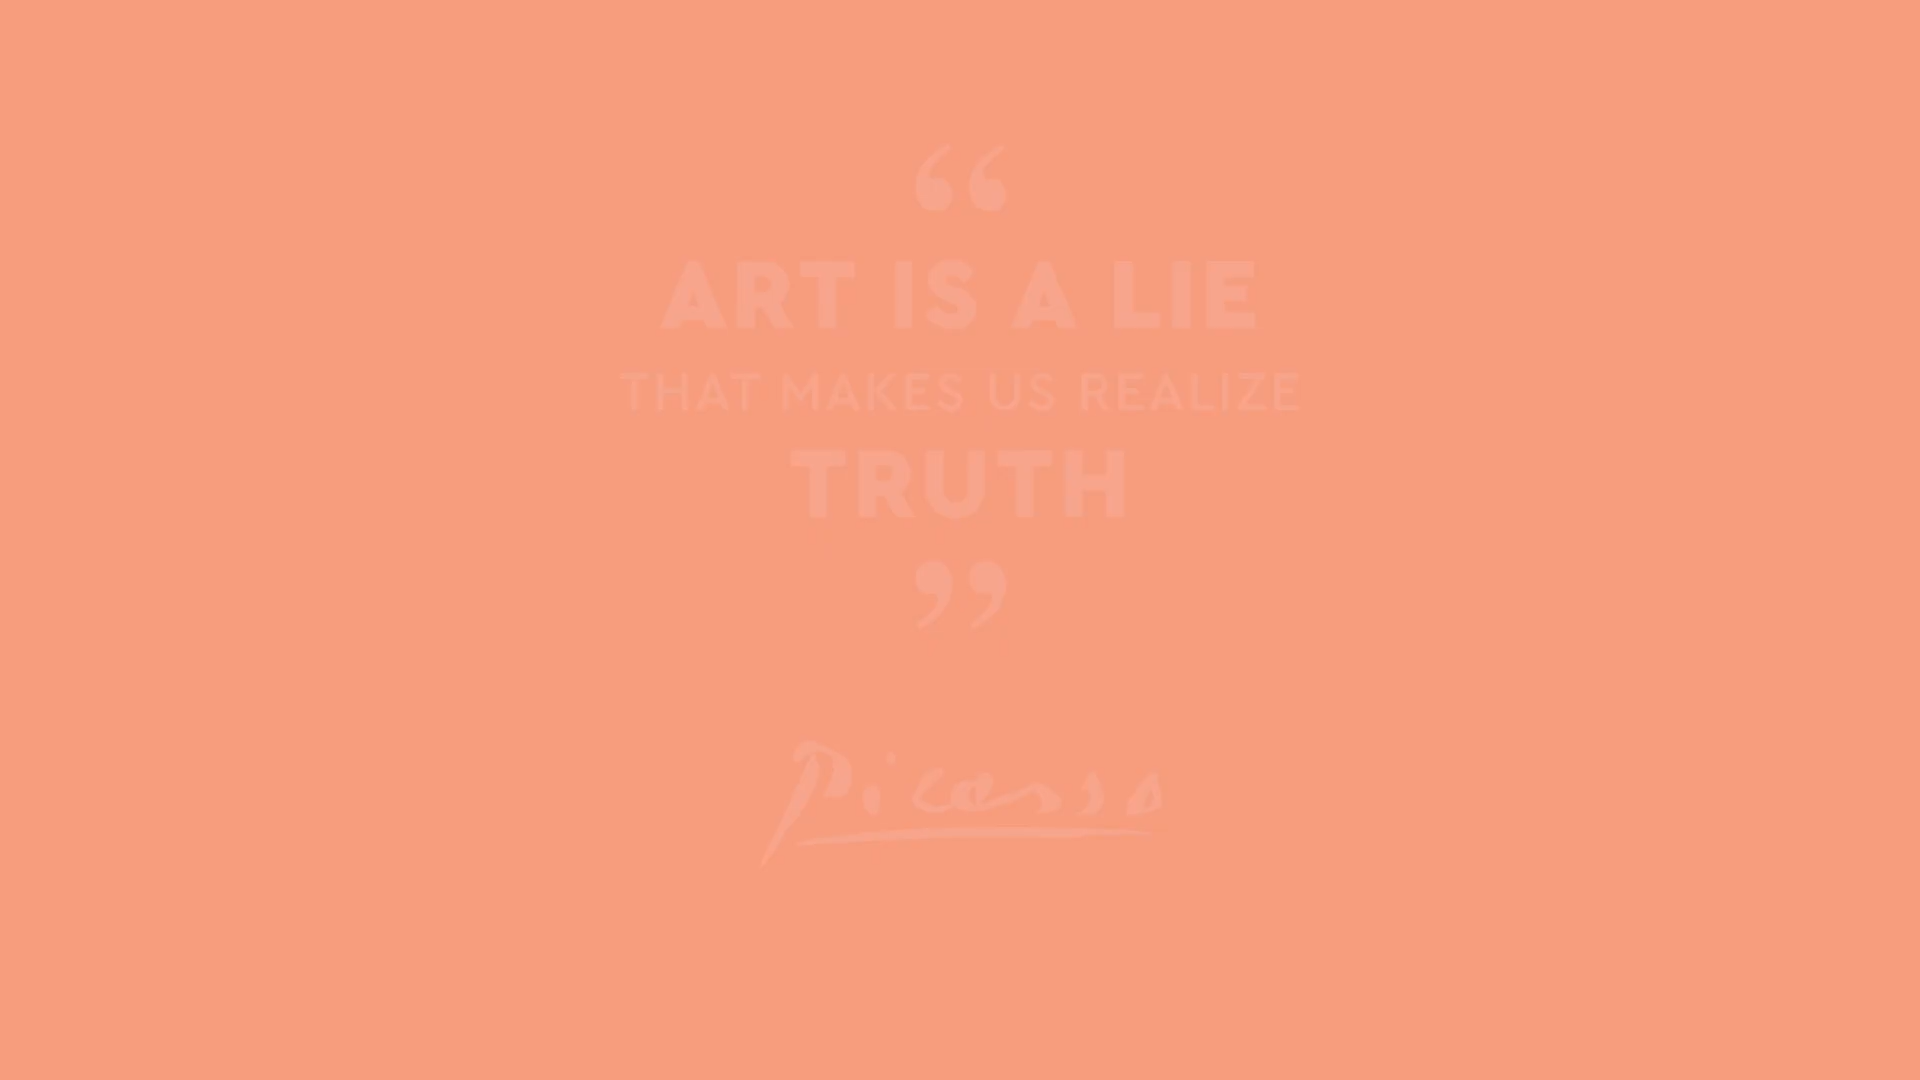 “
ART IS A LIE
THAT MAKES US REALIZE
TRUTH
”
Picasso